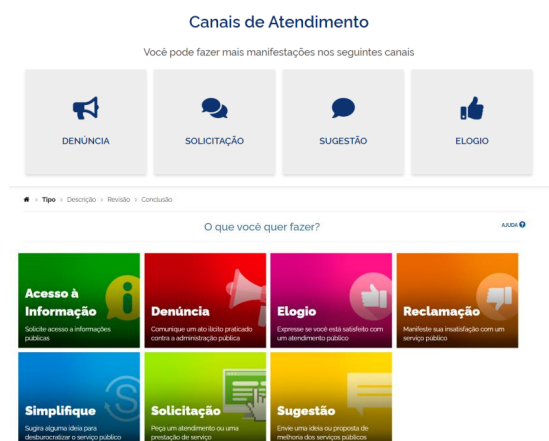 Canais de Atendimento
Você pode fazer mais manifestações nos seguintes canais
DENÚNCIA
SOLICITAÇÃO
SUGESTÃO
ELOGIO
Tipo > Descrição > Revisão > Conclusão
O que você quer fazer?
AJUDA
Acesso à
Informação
Solicite acesso a informações
públicas
Denúncia
Comunique um ato ilícito praticado
contra a administração pública
Elogio
Expresse se você está satisfeito com
um atendimento público
Reclamação
Manifeste sua insatisfação com um
serviço público
Simplifique
Sugira alguma ideia para
desburocratizar o serviço público
Solicitação
Peça um atendimento ou uma
prestação de serviço
Sugestão
Envie uma ideia ou proposta de
melhoria dos serviços públicos